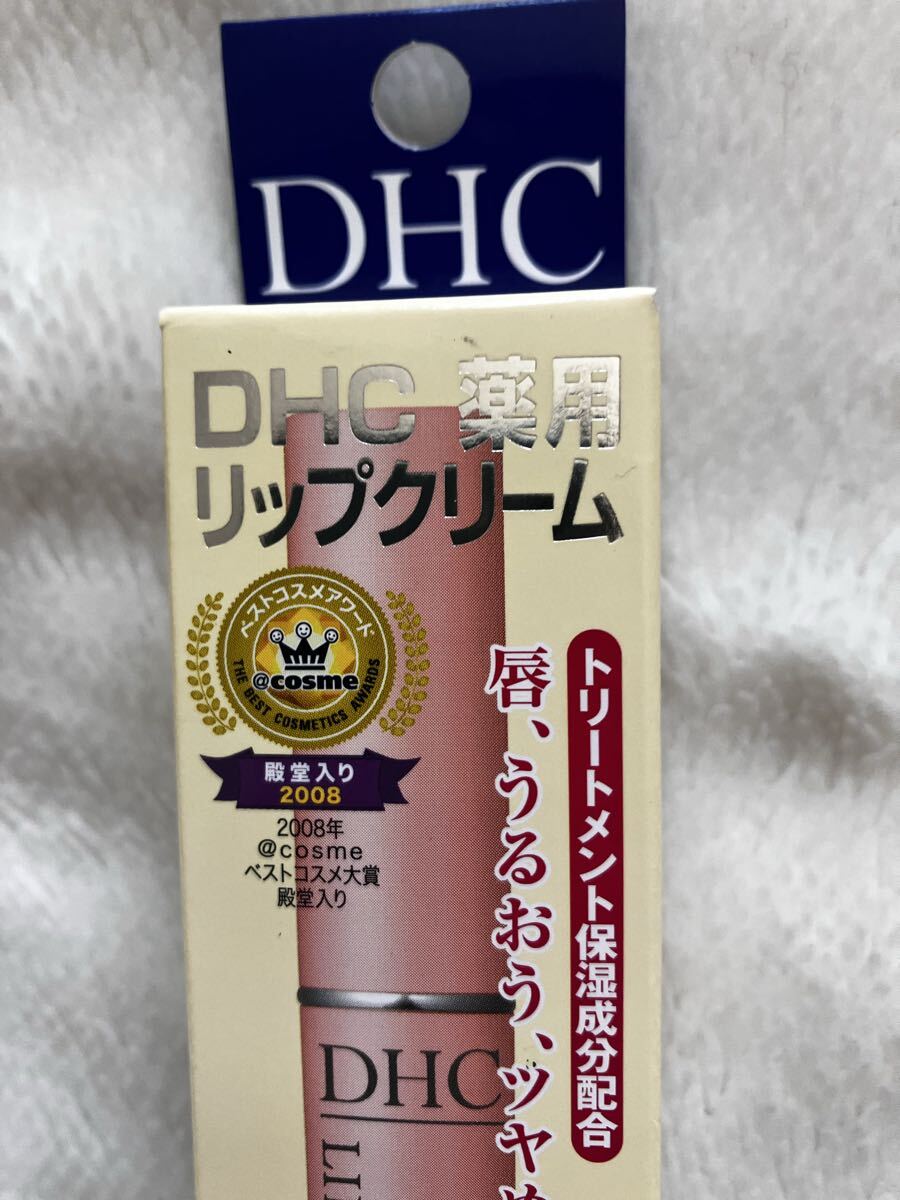 DHC
DHC 薬用
リップクリーム
ベストコスメアワード
@cosme
THE BEST COSMETICS AWARDS
殿堂入り
2008
2008年
@cosme
ベストコスメ大賞
殿堂入り
トリートメント保湿成分配合
唇、うるおう、ツヤめ
DHC
LI